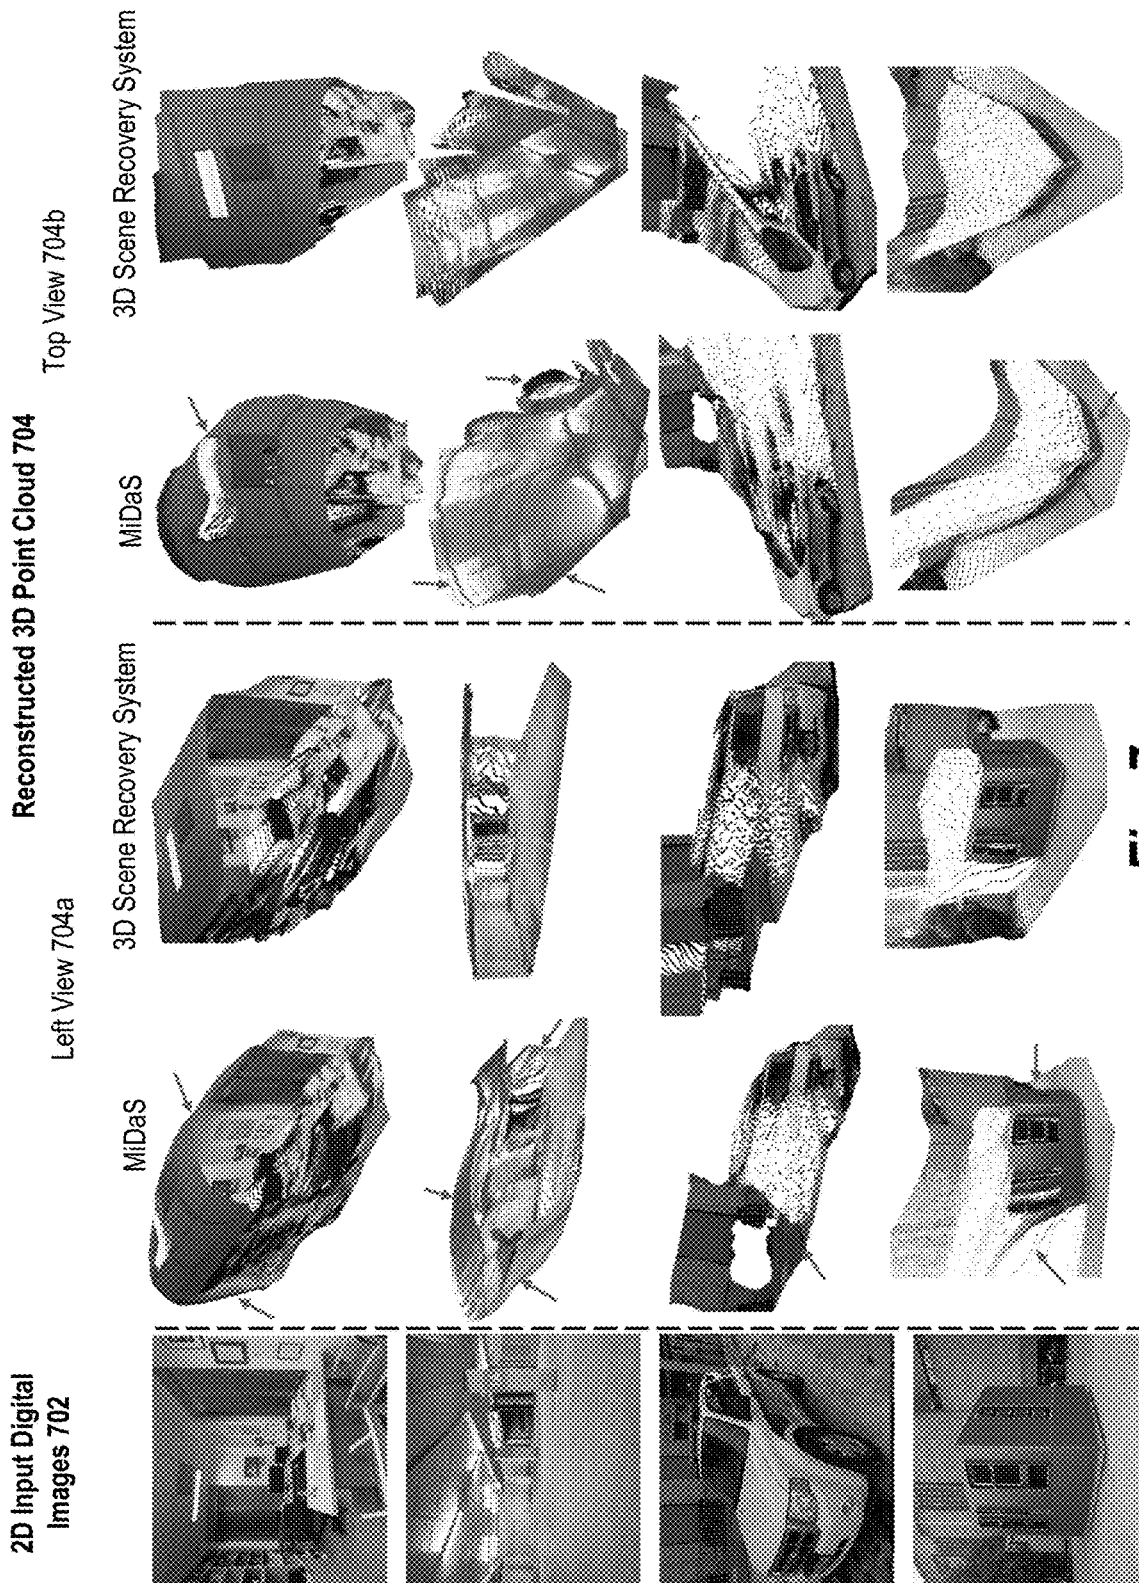 Reconstructed 3D Point Cloud 704
2D Input Digital
Images 702
Left View 704a
Top View 704b
MiDaS
3D Scene Recovery System
MiDaS
3D Scene Recovery System